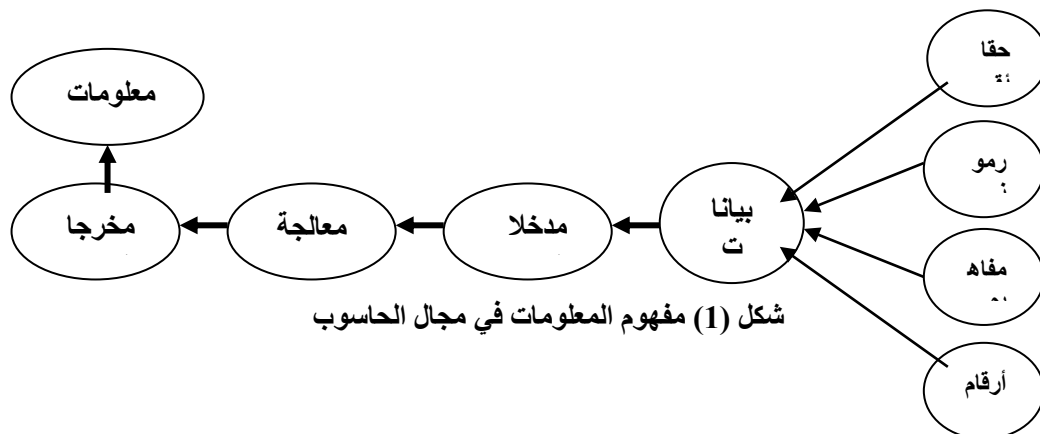 حقا
رمو
مفاه
أرقام
بيانا
ت
مدخلا
معالجة
مخرجا
معلومات
شكل (1) مفهوم المعلومات في مجال الحاسوب